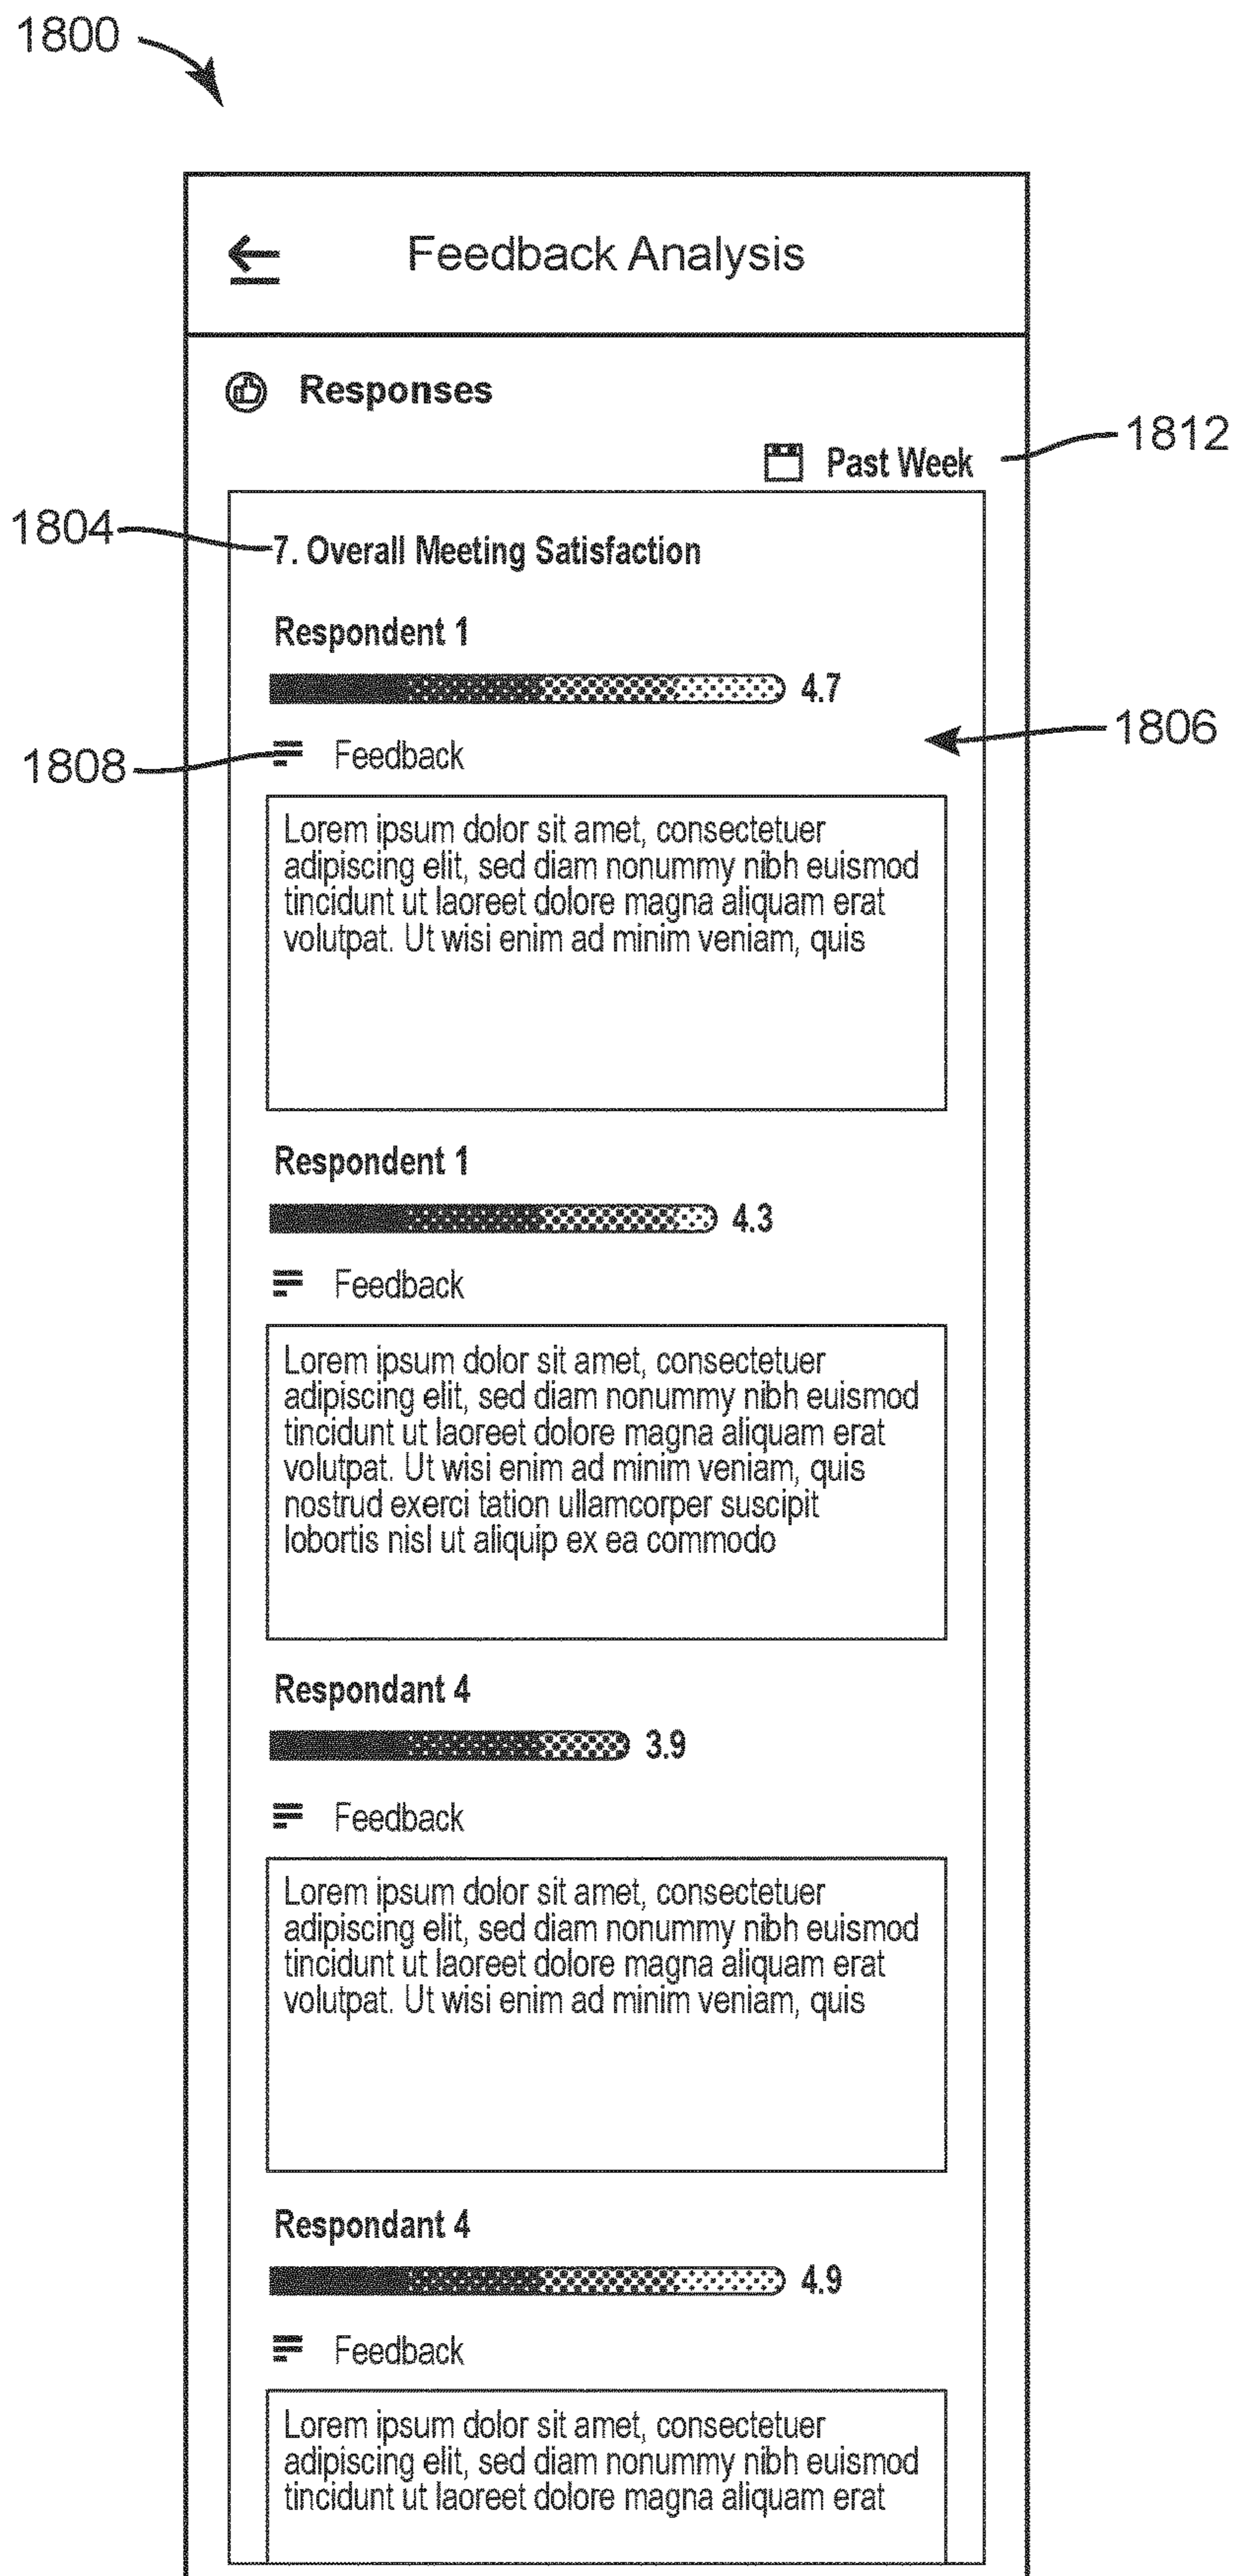 1800
Feedback Analysis
Responses
Past Week
1812
1804
7. Overall Meeting Satisfaction
Respondent 1
4.7
1806
1808
Feedback
Lorem ipsum dolor sit amet, consectetuer
adipiscing elit, sed diam nonummy nibh euismod
tincidunt ut laoreet dolore magna aliquam erat
volutpat. Ut wisi enim ad minim veniam, quis
Respondent 1
4.3
Feedback
Lorem ipsum dolor sit amet, consectetuer
adipiscing elit, sed diam nonummy nibh euismod
tincidunt ut laoreet dolore magna aliquam erat
volutpat. Ut wisi enim ad minim veniam, quis
nostrud exerci tation ullamcorper suscipit
lobortis nisl ut aliquip ex ea commodo
Respondant 4
3.9
Feedback
Lorem ipsum dolor sit amet, consectetuer
adipiscing elit, sed diam nonummy nibh euismod
tincidunt ut laoreet dolore magna aliquam erat
volutpat. Ut wisi enim ad minim veniam, quis
Respondant 4
4.9
Feedback
Lorem ipsum dolor sit amet, consectetuer
adipiscing elit, sed diam nonummy nibh euismod
tincidunt ut laoreet dolore magna aliquam erat